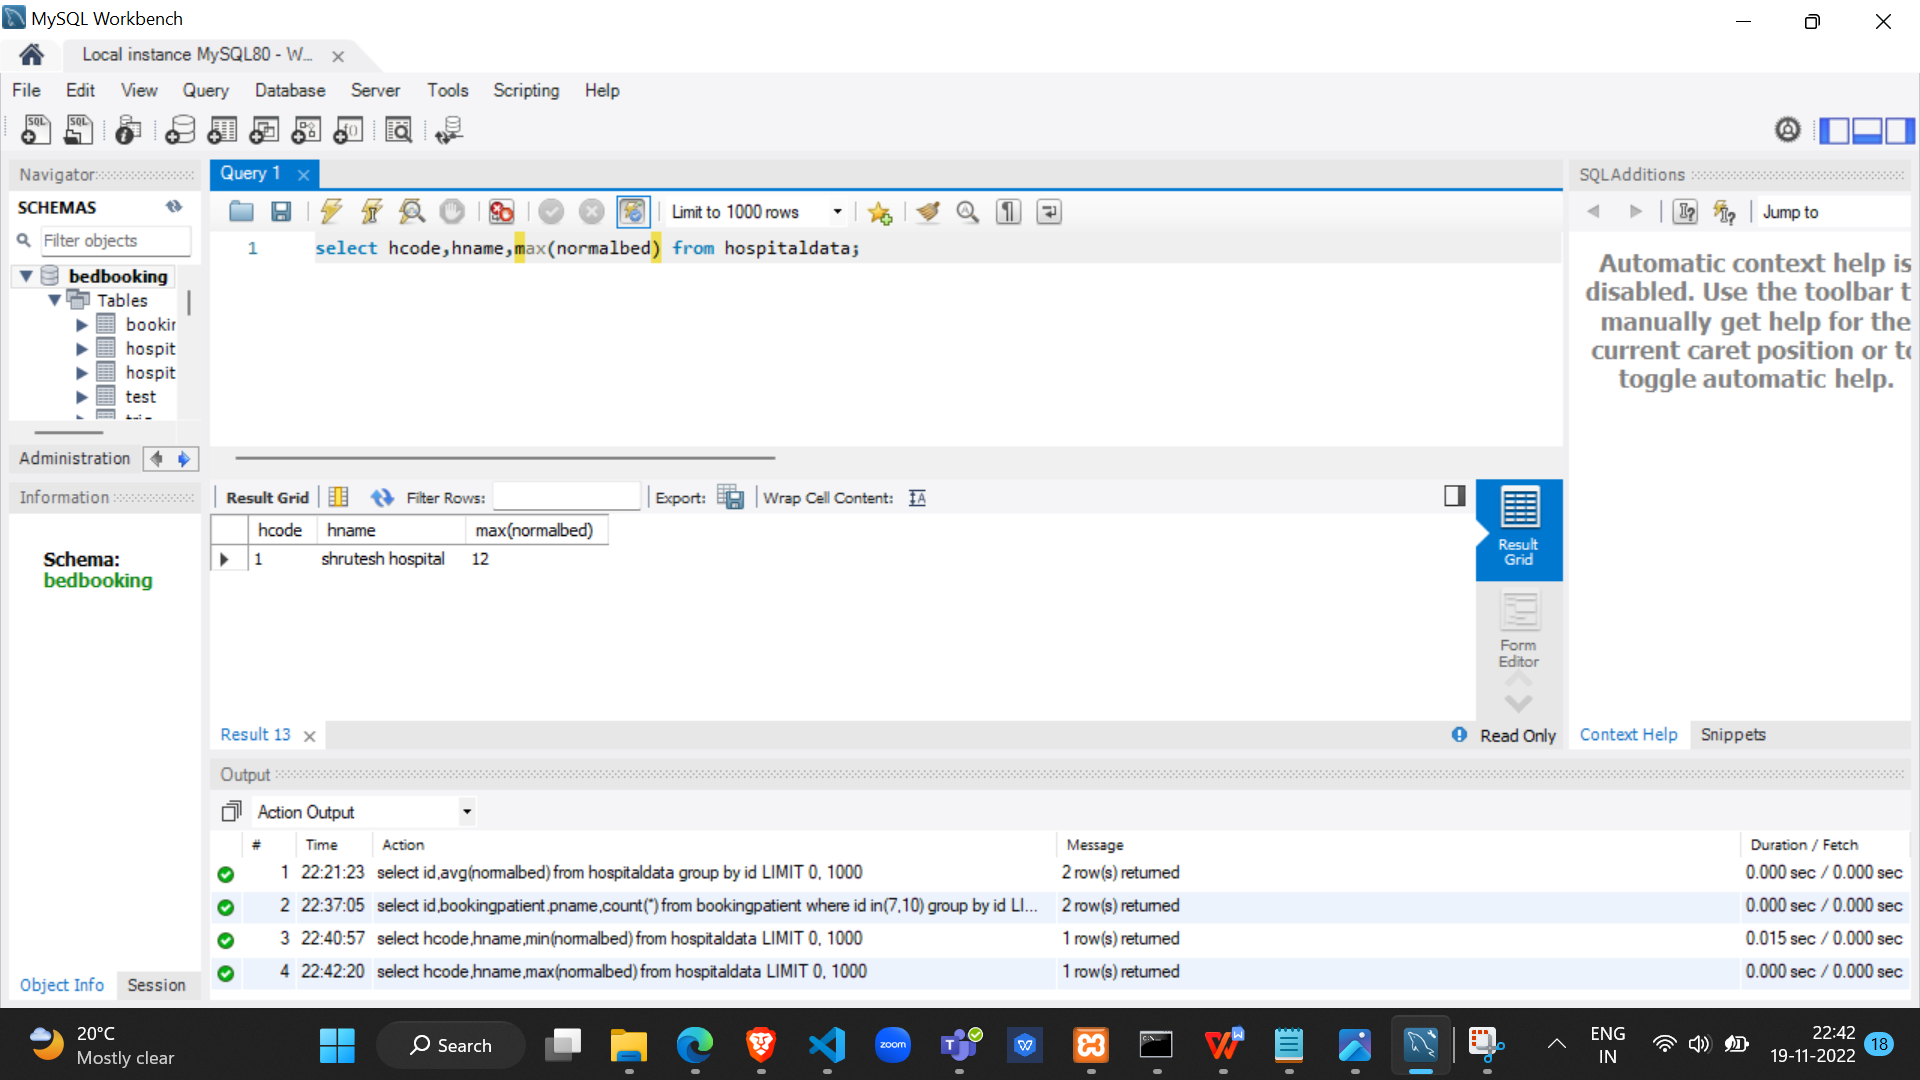 MySQL Workbench
Local instance MySQL80 - W...
File Edit View Query Database Server Tools Scripting Help
Navigator
SCHEMAS
Filter objects
bedbooking
Tables
bookir
hospit
hospit
test
Administration
Information
Schema:
bedbooking
Object Info Session
Query 1
Limit to 1000 rows
1 select hcode,hname,max(normalbed) from hospitaldata;
Result Grid Filter Rows: Export: Wrap Cell Content:
hcode hname max(normalbed)
1 shrutesh hospital 12
Result Grid
Form Editor
Result 13
Read Only
SQLAdditions
Jump to
Automatic context help is
disabled. Use the toolbar t
manually get help for the
current caret position or to
toggle automatic help.
Context Help Snippets
Output
Action Output
# Time Action Message Duration / Fetch
1 22:21:23 select id,avg(normalbed) from hospitaldata group by id LIMIT 0, 1000 2 row(s) returned 0.000 sec / 0.000 sec
2 22:37:05 select id,bookingpatient.pname,count(*) from bookingpatient where id in(7,10) group by id LI... 2 row(s) returned 0.000 sec / 0.000 sec
3 22:40:57 select hcode,hname,min(normalbed) from hospitaldata LIMIT 0, 1000 1 row(s) returned 0.015 sec / 0.000 sec
4 22:42:20 select hcode,hname,max(normalbed) from hospitaldata LIMIT 0, 1000 1 row(s) returned 0.000 sec / 0.000 sec
20°C
Mostly clear
Search
zoom
ENG
IN
22:42
19-11-2022
18